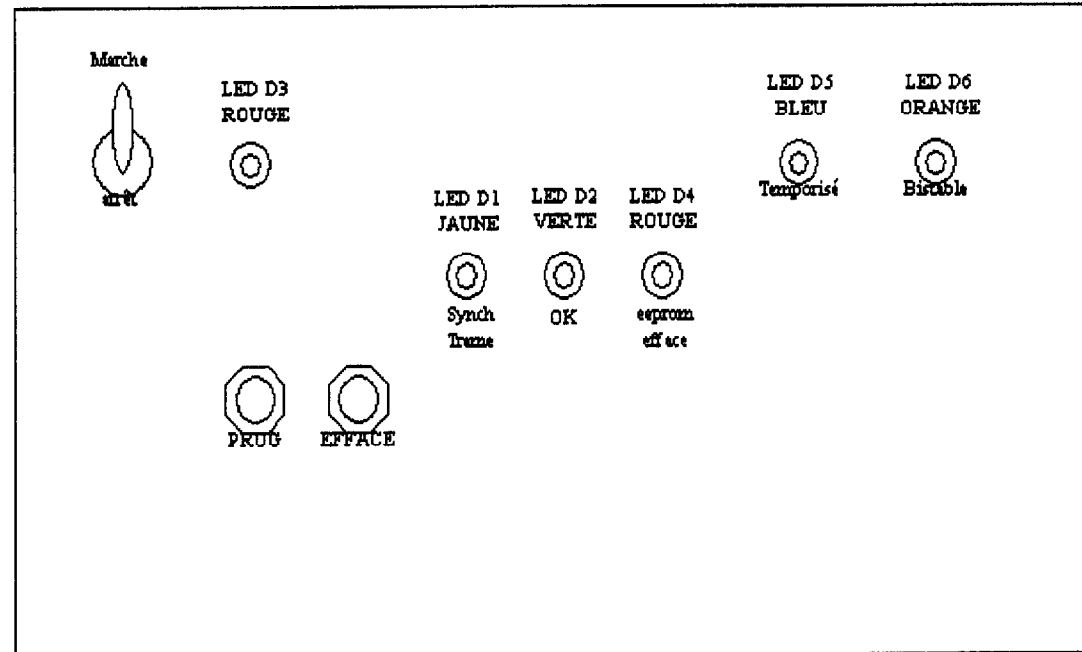 Marche
arrêt
LED D3
ROUGE
LED D1
JAUNE
Synch
Trame
LED D2
VERTE
OK
LED D4
ROUGE
eeprom
efface
LED D5
BLEU
Temporisé
LED D6
ORANGE
Bistable
PRUG
EFFACE